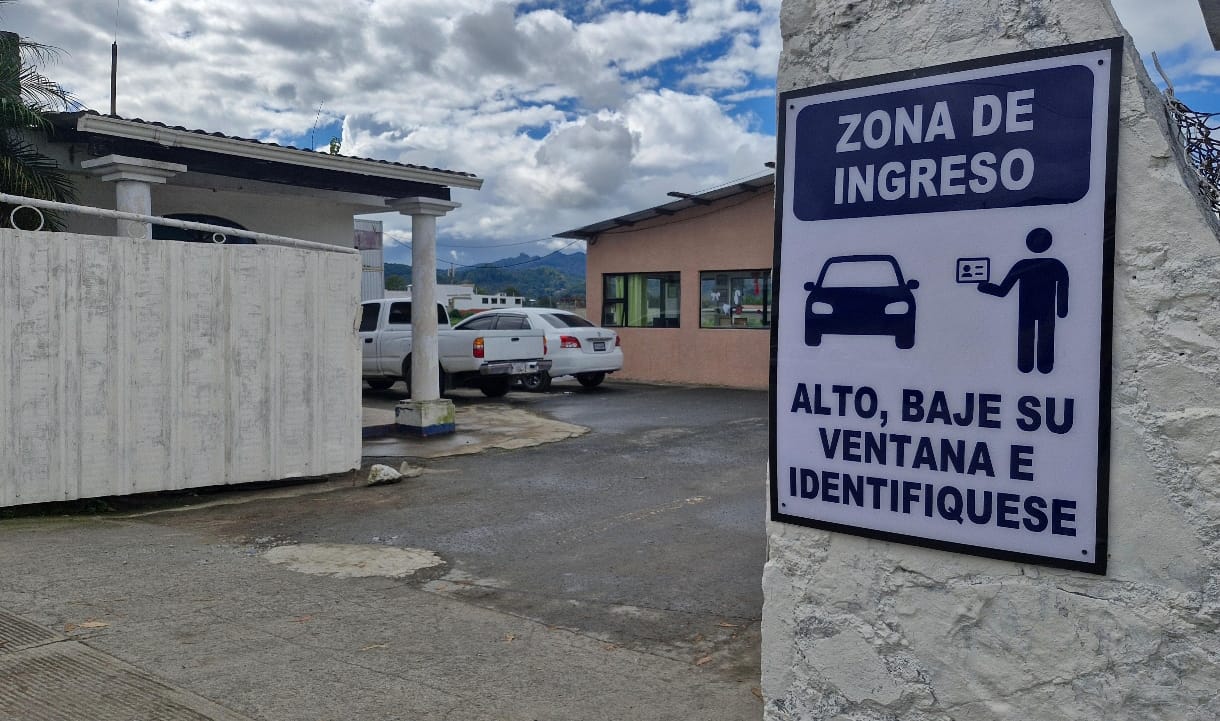 ZONA DE
INGRESO
ALTO, BAJE SU
VENTANA E
IDENTIFIQUESE